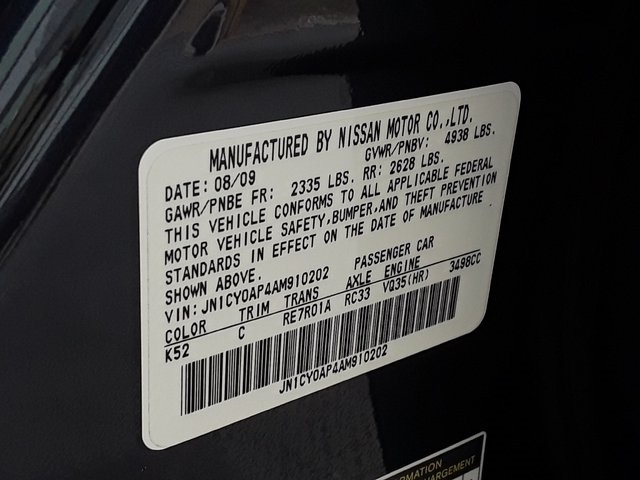 MANUFACTURED BY NISSAN MOTOR CO.,LTD.
DATE: 08/09 GVWR/PNBV: 4938 LBS.
GAWR/PNBE FR: 2335 LBS. RR: 2628 LBS.
THIS VEHICLE CONFORMS TO ALL APPLICABLE FEDERAL
MOTOR VEHICLE SAFETY,BUMPER,AND THEFT PREVENTION
STANDARDS IN EFFECT ON THE DATE OF MANUFACTURE
SHOWN ABOVE.
VIN: JN1CY0AP4AM910202 PASSENGER CAR
COLOR TRIM TRANS AXLE ENGINE
K52 C RE7R01A RC33 VQ35(HR) 3498CC
JN1CY0AP4AM910202